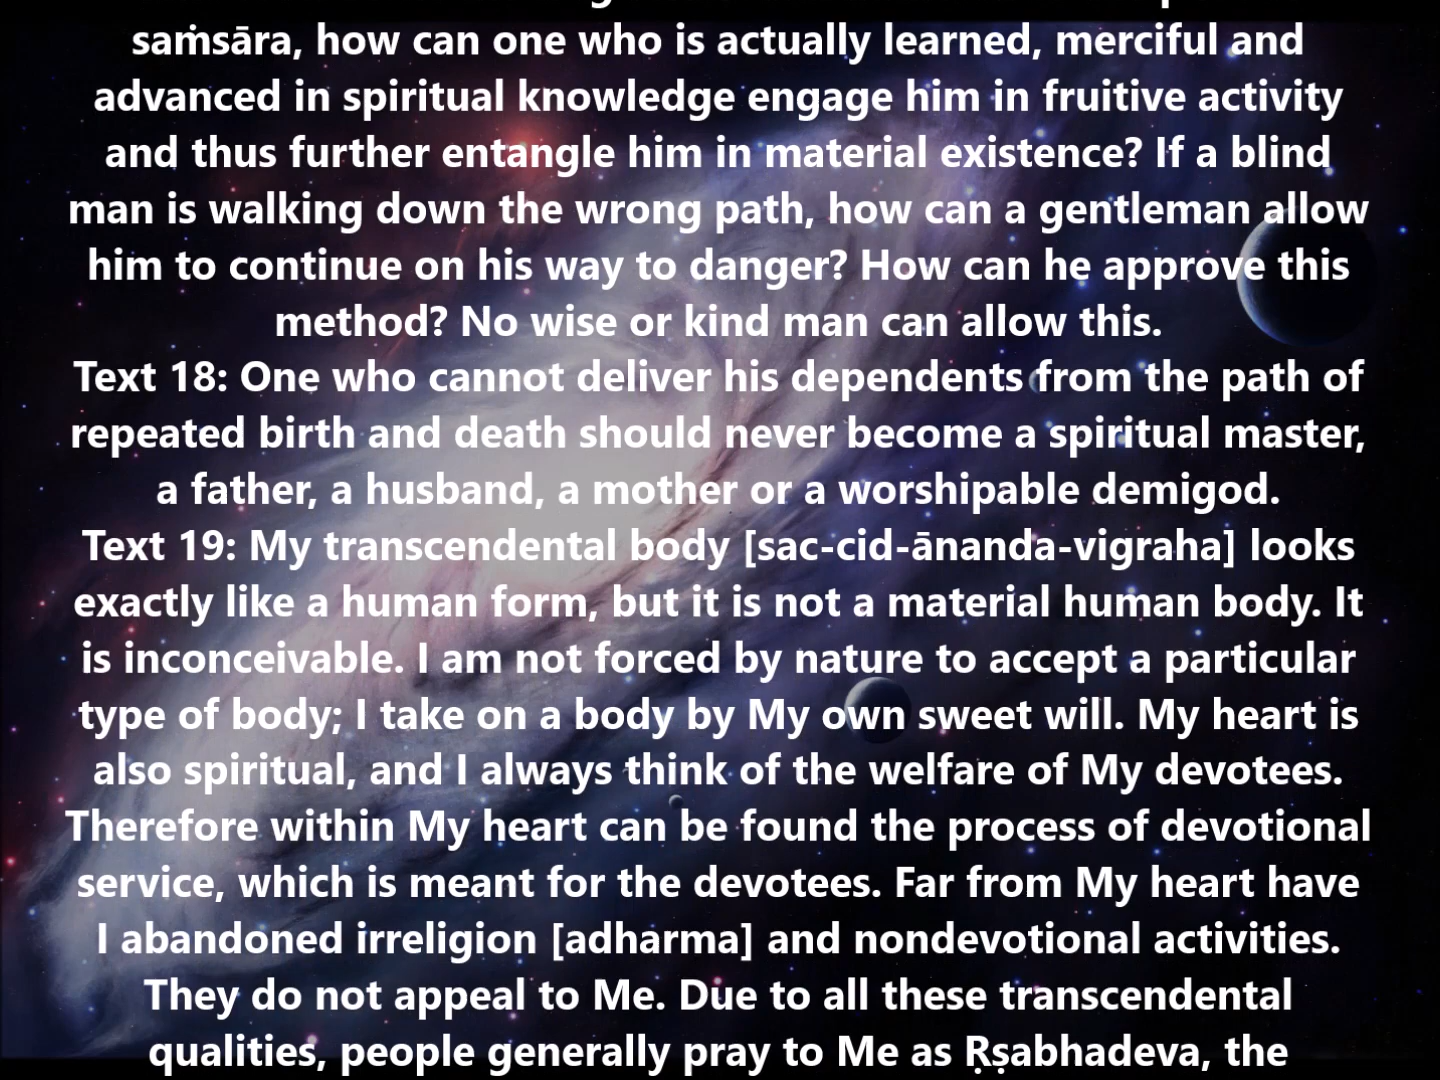 saṁsāra, how can one who is actually learned, merciful and
advanced in spiritual knowledge engage him in fruitive activity
and thus further entangle him in material existence? If a blind
man is walking down the wrong path, how can a gentleman allow
him to continue on his way to danger? How can he approve this
method? No wise or kind man can allow this.
Text 18: One who cannot deliver his dependents from the path of
repeated birth and death should never become a spiritual master,
a father, a husband, a mother or a worshipable demigod.
Text 19: My transcendental body [sac-cid-ānanda-vigraha] looks
exactly like a human form, but it is not a material human body. It
is inconceivable. I am not forced by nature to accept a particular
type of body; I take on a body by My own sweet will. My heart is
also spiritual, and I always think of the welfare of My devotees.
Therefore within My heart can be found the process of devotional
service, which is meant for the devotees. Far from My heart have
I abandoned irreligion [adharma] and nondevotional activities.
They do not appeal to Me. Due to all these transcendental
qualities, people generally pray to Me as Ṛṣabhadeva, the